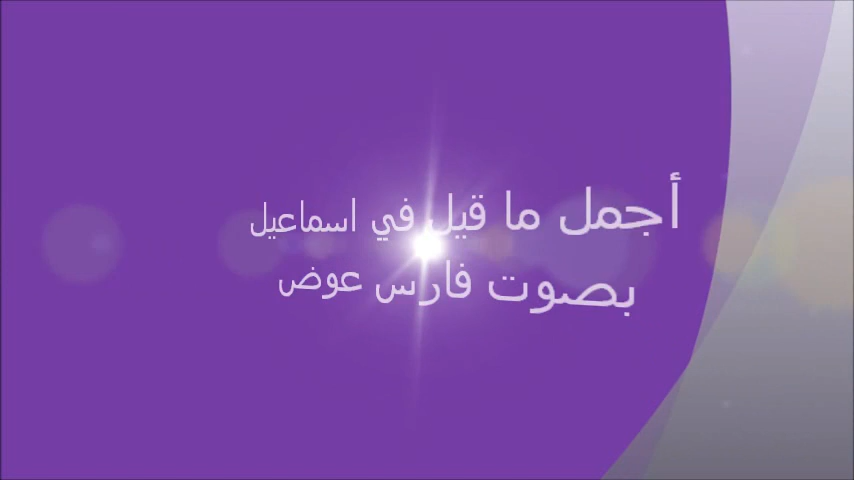 أجمل ما قيل في اسماعيل
بصوت فارس عوض